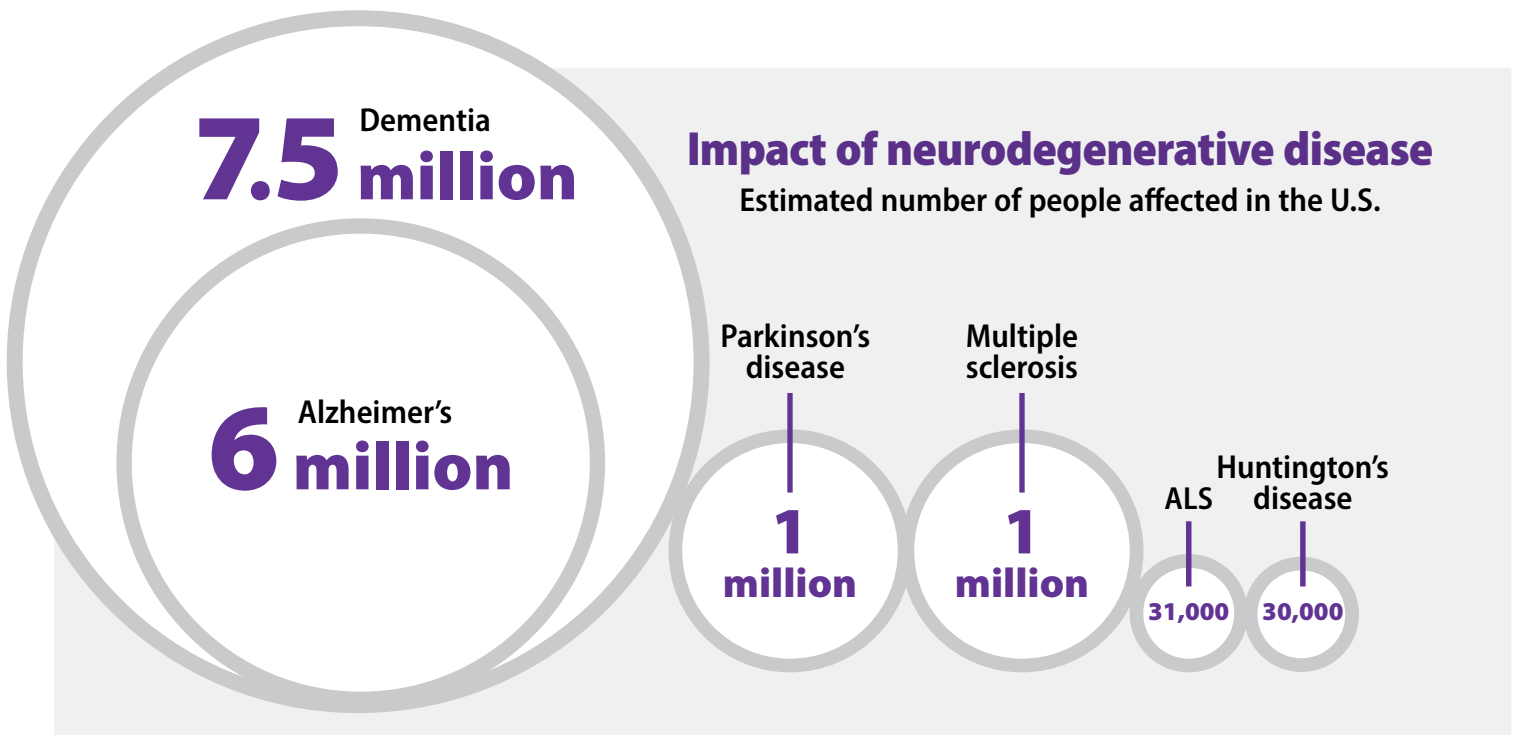 Dementia
7.5 million
Alzheimer’s
6 million
Impact of neurodegenerative disease
Estimated number of people affected in the U.S.
Parkinson’s
disease
1
million
Multiple
sclerosis
1
million
ALS
31,000
Huntington’s
disease
30,000